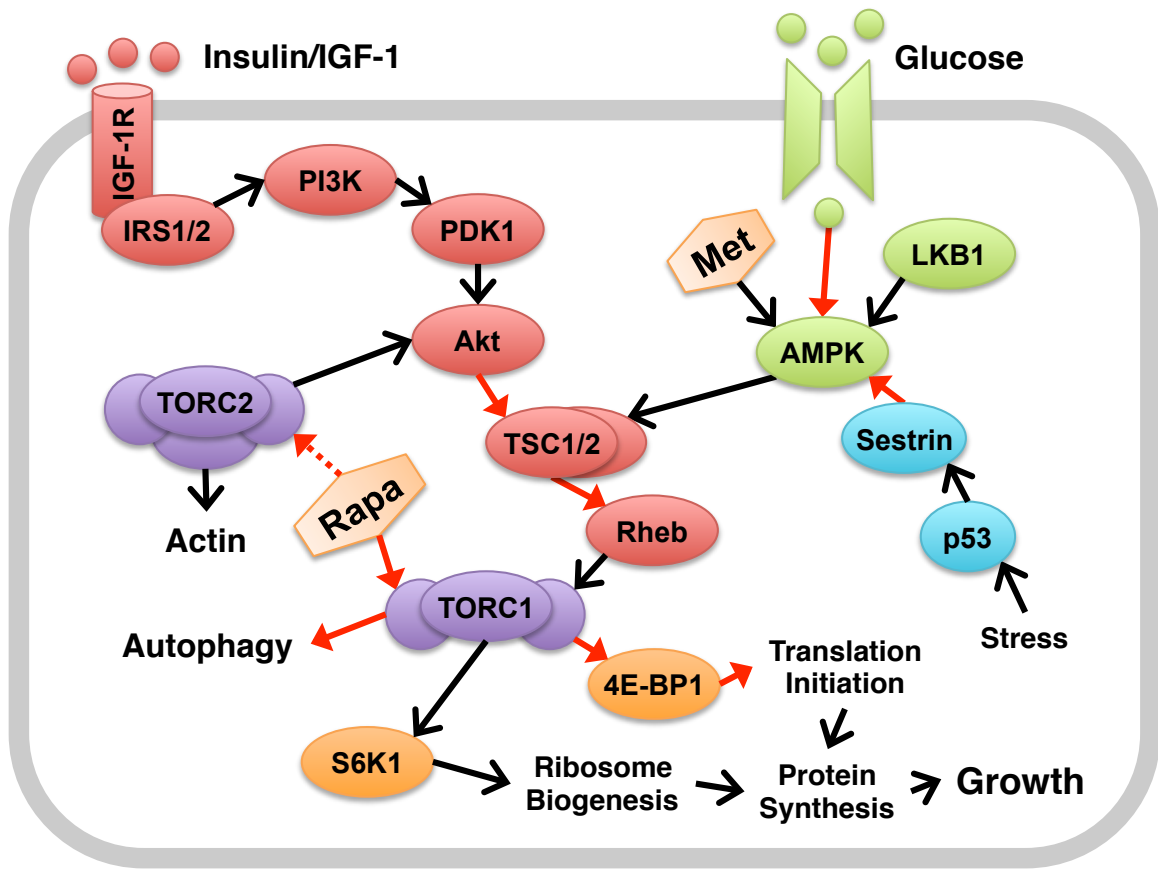 Insulin/IGF-1
Glucose
IGF-1R
PI3K
IRS1/2
PDK1
Met
LKB1
Akt
AMPK
TORC2
TSC1/2
Sestrin
Rapa
Actin
Rheb
p53
TORC1
Autophagy
Stress
4E-BP1
Translation
Initiation
S6K1
Ribosome
Biogenesis
Protein
Synthesis
Growth